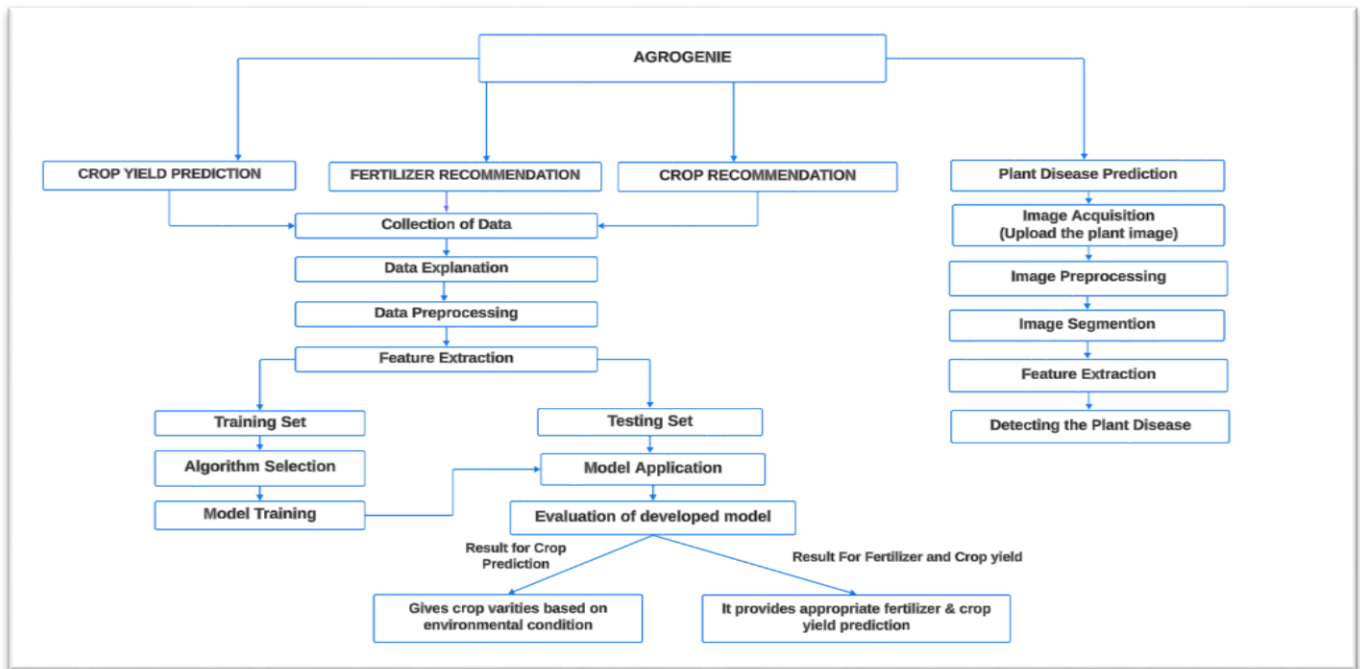 AGROGENIE
CROP YIELD PREDICTION
FERTILIZER RECOMMENDATION
CROP RECOMMENDATION
Plant Disease Prediction
Collection of Data
Image Acquisition
(Upload the plant image)
Data Explanation
Image Preprocessing
Data Preprocessing
Image Segmention
Feature Extraction
Feature Extraction
Training Set
Testing Set
Detecting the Plant Disease
Algorithm Selection
Model Application
Model Training
Evaluation of developed model
Result for Crop
Prediction
Result For Fertilizer and Crop yield
Gives crop varities based on
environmental condition
It provides appropriate fertilizer & crop
yield prediction